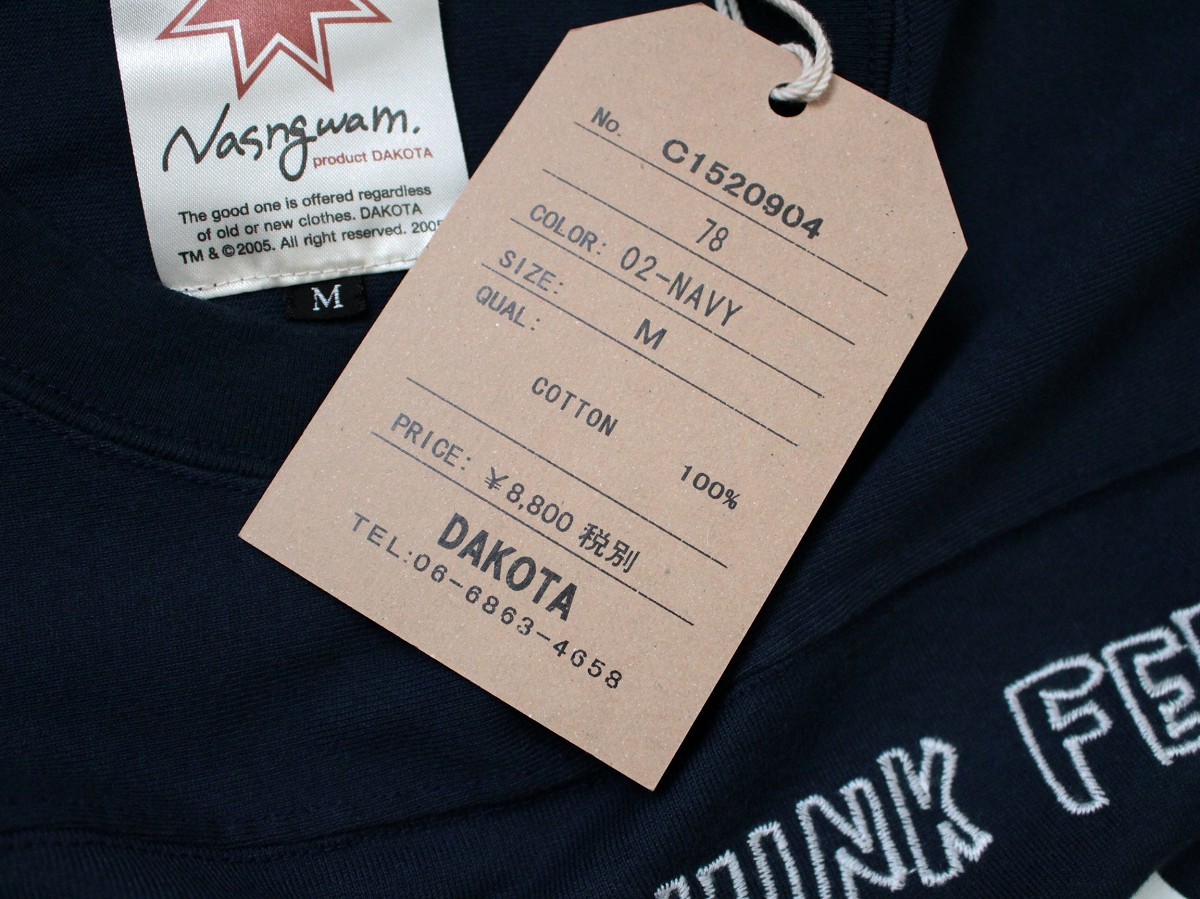 Nasngwam.
product DAKOTA
The good one is offered regardless
of old or new clothes. DAKOTA
TM & ©2005. All right reserved. 2005
M
No. C1520904
78
COLOR: 02-NAVY
SIZE: M
QUAL:
COTTON 100%
PRICE: ¥8,800 税別
DAKOTA
TEL:06-6863-4658